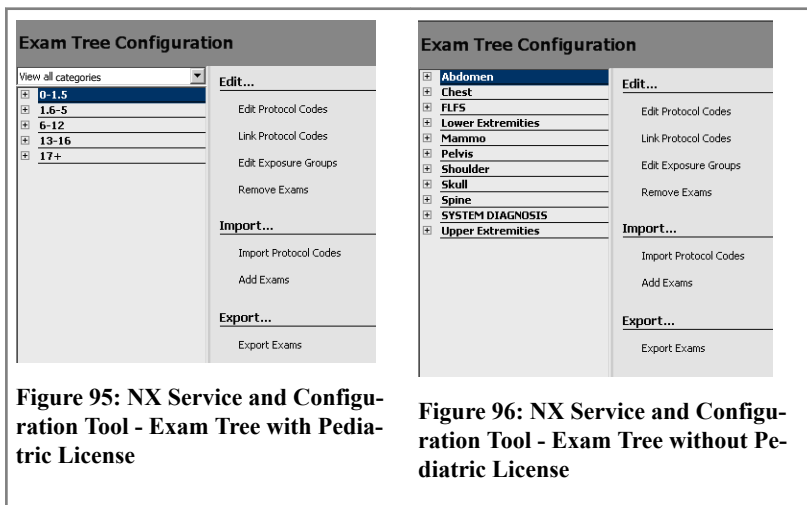 Exam Tree Configuration
View all categories
0-1.5
1.6-5
6-12
13-16
17+
Edit...
Edit Protocol Codes
Link Protocol Codes
Edit Exposure Groups
Remove Exams
Import...
Import Protocol Codes
Add Exams
Export...
Export Exams
Figure 95: NX Service and Configu-
ration Tool - Exam Tree with Pedia-
tric License
Exam Tree Configuration
Abdomen
Chest
FLFS
Lower Extremities
Mammo
Pelvis
Shoulder
Skull
Spine
SYSTEM DIAGNOSIS
Upper Extremities
Edit...
Edit Protocol Codes
Link Protocol Codes
Edit Exposure Groups
Remove Exams
Import...
Import Protocol Codes
Add Exams
Export...
Export Exams
Figure 96: NX Service and Configu-
ration Tool - Exam Tree without Pe-
diatric License